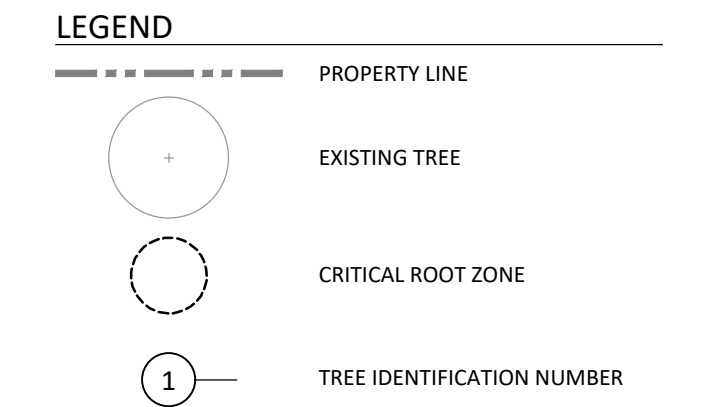 LEGEND
PROPERTY LINE
EXISTING TREE
CRITICAL ROOT ZONE
1 TREE IDENTIFICATION NUMBER